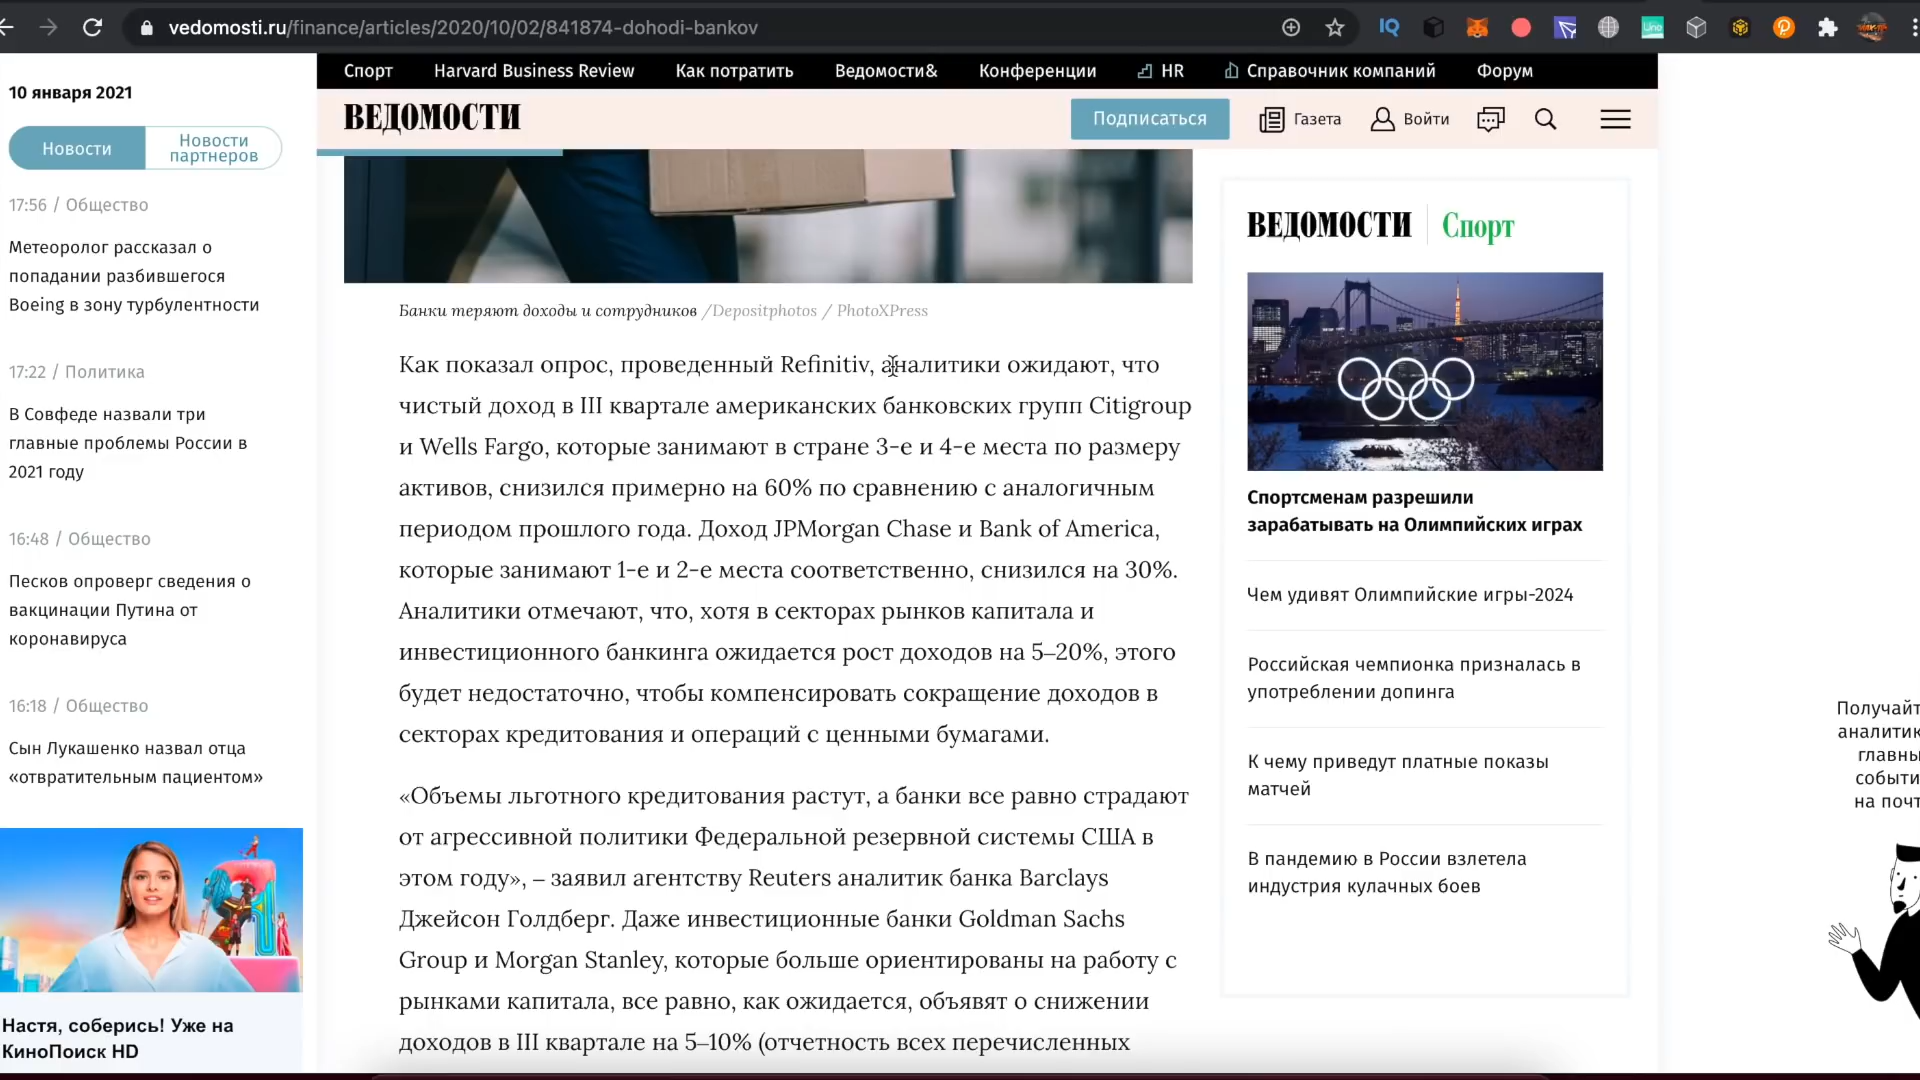 vedomosti.ru/finance/articles/2020/10/02/841874-dohodi-bankov
Спорт Harvard Business Review Как потратить Ведомости& Конференции HR Справочник компаний Форум
ВЕДОМОСТИ
Подписаться Газета Войти
10 января 2021
Новости
Новости
партнеров
17:56 / Общество
Метеоролог рассказал о
попадании разбившегося
Boeing в зону турбулентности
17:22 / Политика
В Совфеде назвали три
главные проблемы России в
2021 году
16:48 / Общество
Песков опроверг сведения о
вакцинации Путина от
коронавируса
16:18 / Общество
Сын Лукашенко назвал отца
«отвратительным пациентом»
Настя, соберись! Уже на
КиноПоиск HD
Банки теряют доходы и сотрудников /Depositphotos / PhotoXPress
Как показал опрос, проведенный Refinitiv, аналитики ожидают, что
чистый доход в III квартале американских банковских групп Citigroup
и Wells Fargo, которые занимают в стране 3-е и 4-е места по размеру
активов, снизился примерно на 60% по сравнению с аналогичным
периодом прошлого года. Доход JPMorgan Chase и Bank of America,
которые занимают 1-е и 2-е места соответственно, снизился на 30%.
Аналитики отмечают, что, хотя в секторах рынков капитала и
инвестиционного банкинга ожидается рост доходов на 5–20%, этого
будет недостаточно, чтобы компенсировать сокращение доходов в
секторах кредитования и операций с ценными бумагами.
«Объемы льготного кредитования растут, а банки все равно страдают
от агрессивной политики Федеральной резервной системы США в
этом году», – заявил агентству Reuters аналитик банка Barclays
Джейсон Голдберг. Даже инвестиционные банки Goldman Sachs
Group и Morgan Stanley, которые больше ориентированы на работу с
рынками капитала, все равно, как ожидается, объявят о снижении
доходов в III квартале на 5–10% (отчетность всех перечисленных
ВЕДОМОСТИ Спорт
Спортсменам разрешили
зарабатывать на Олимпийских играх
Чем удивят Олимпийские игры-2024
Российская чемпионка призналась в
употреблении допинга
К чему приведут платные показы
матчей
В пандемию в России взлетела
индустрия кулачных боев
Получайт
аналитик
главны
событи
на почт